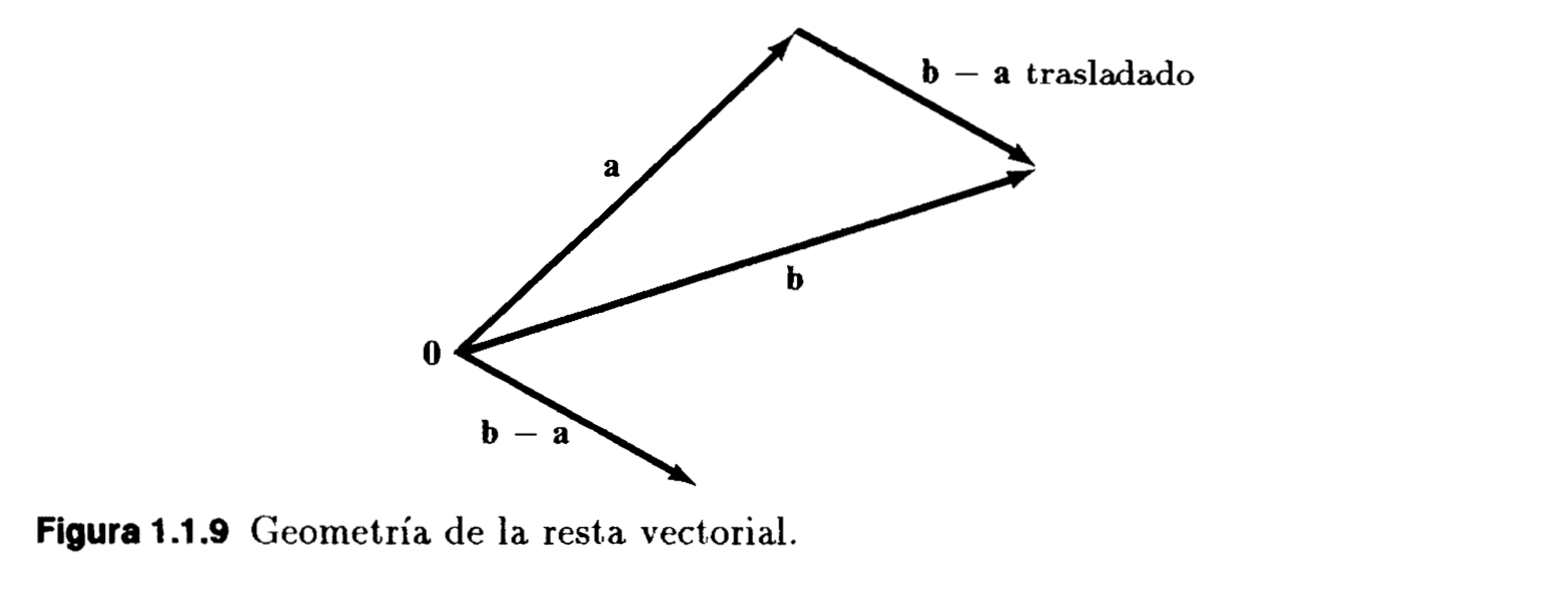 b − a trasladado
a
b
0
b − a
Figura 1.1.9 Geometría de la resta vectorial.